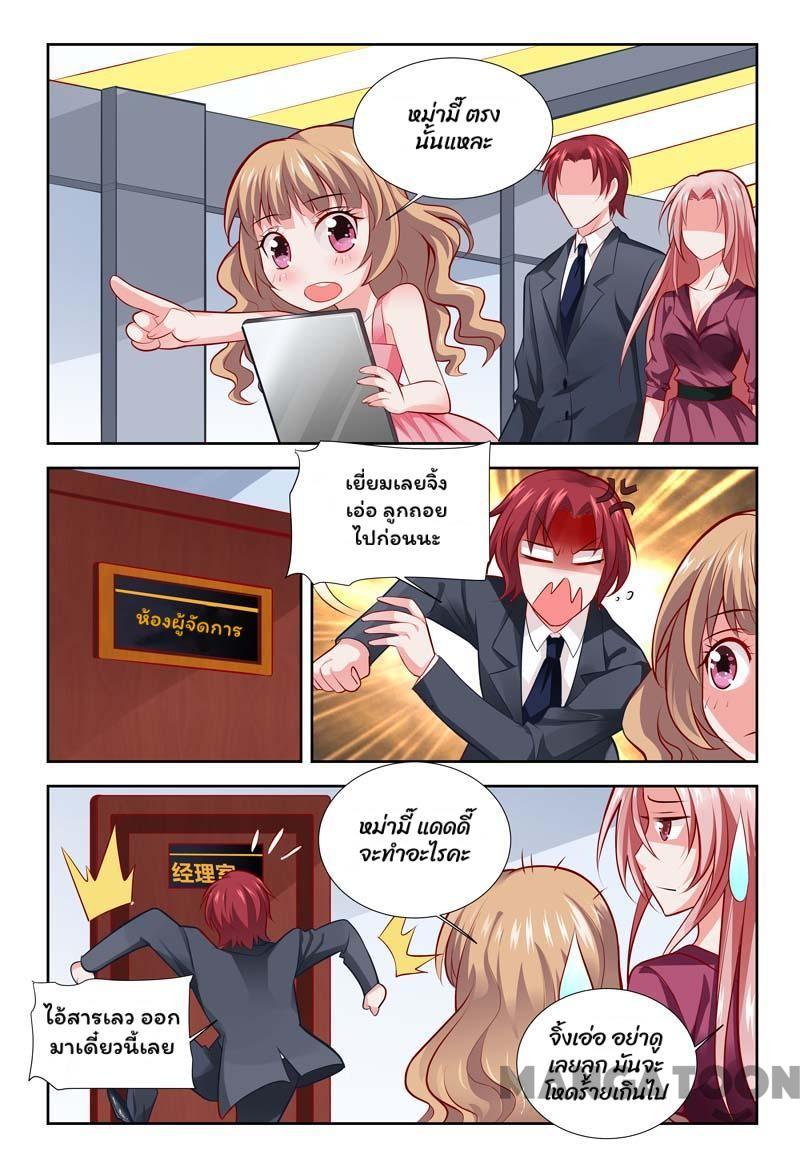 หม่ามี๊ ตรง
นั้นแหละ
เยี่ยมเลยจิ้ง
เอ่อ ลูกถอย
ไปก่อนนะ
ห้องผู้จัดการ
หม่ามี๊ แดดดี๊
จะทำอะไรคะ
经理室
ไอ้สารเลว ออก
มาเดี๋ยวนี้เลย
จิ้งเอ่อ อย่าดู
เลยลูก มันจะ
โหดร้ายเกินไป
MANGATOON